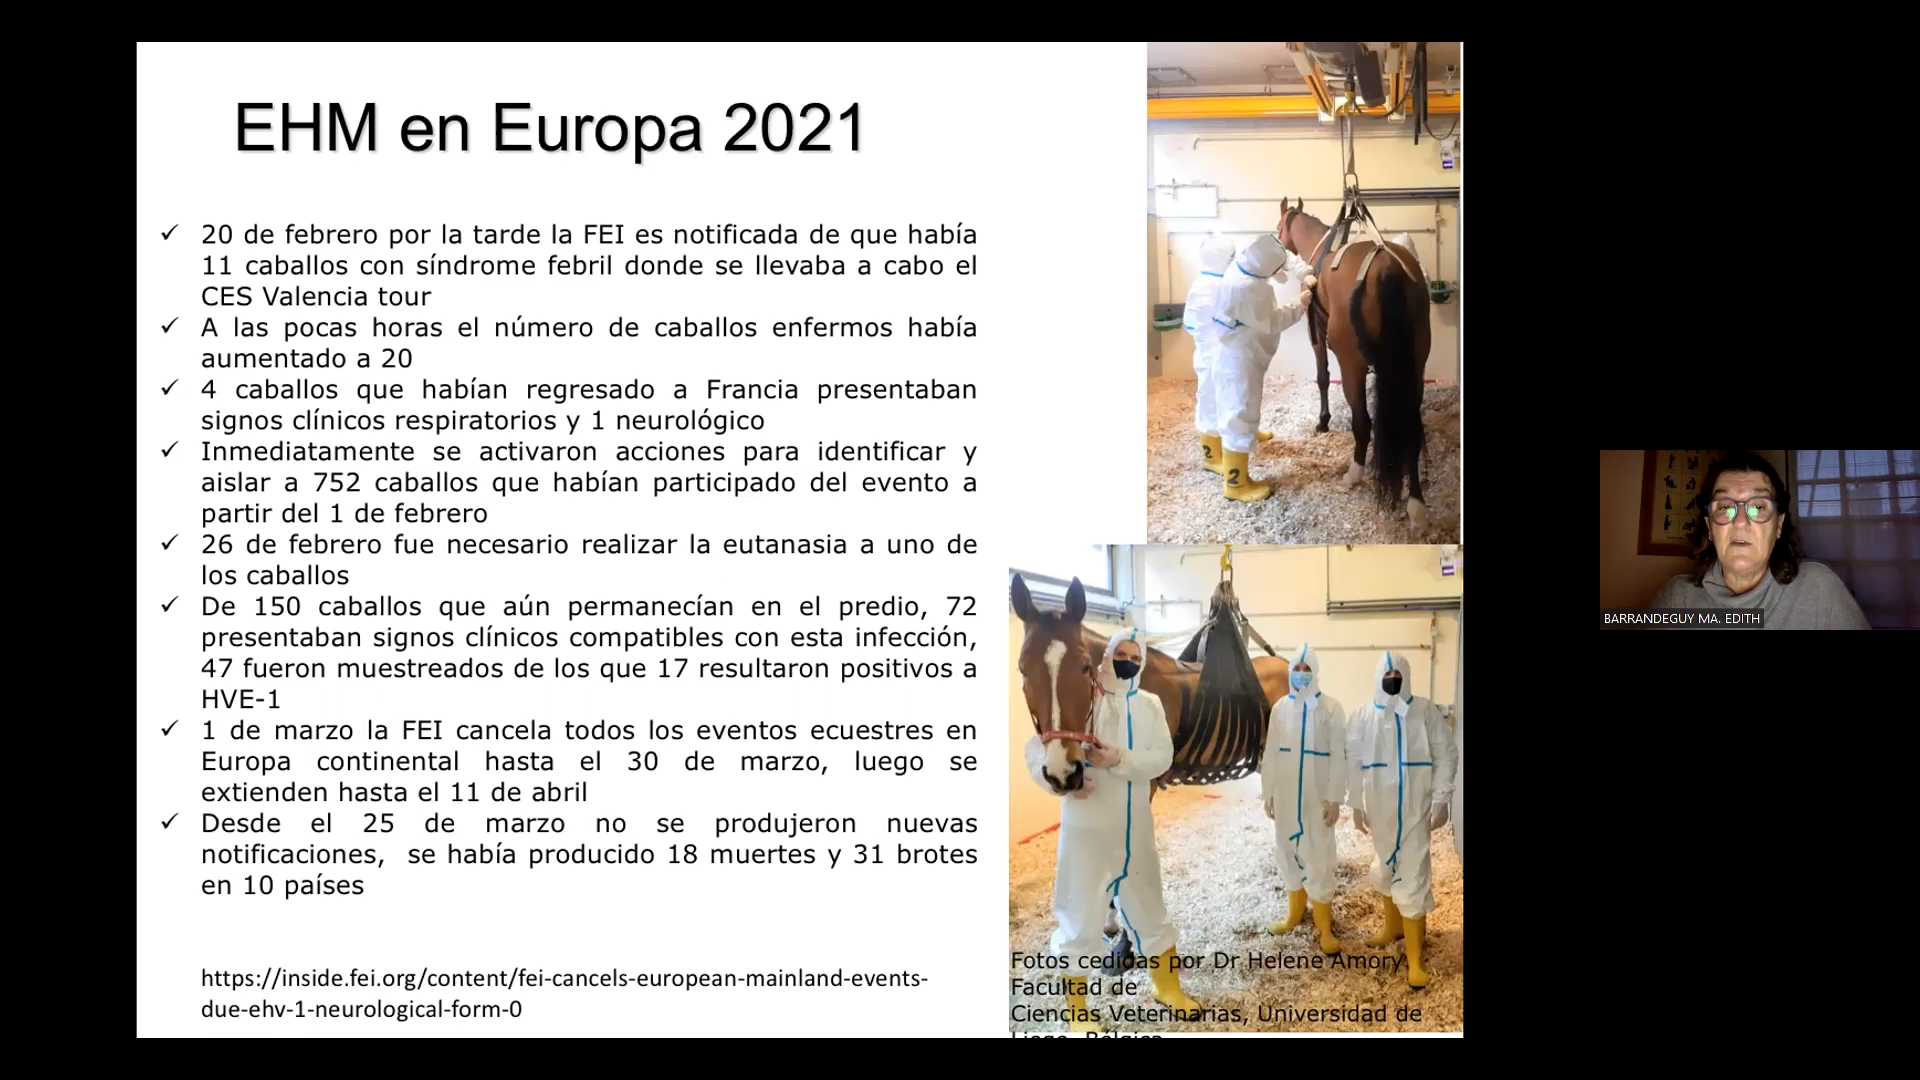 EHM en Europa 2021
✓ 20 de febrero por la tarde la FEI es notificada de que había
11 caballos con síndrome febril donde se llevaba a cabo el
CES Valencia tour
✓ A las pocas horas el número de caballos enfermos había
aumentado a 20
✓ 4 caballos que habían regresado a Francia presentaban
signos clínicos respiratorios y 1 neurológico
✓ Inmediatamente se activaron acciones para identificar y
aislar a 752 caballos que habían participado del evento a
partir del 1 de febrero
✓ 26 de febrero fue necesario realizar la eutanasia a uno de
los caballos
✓ De 150 caballos que aún permanecían en el predio, 72
presentaban signos clínicos compatibles con esta infección,
47 fueron muestreados de los que 17 resultaron positivos a
HVE-1
✓ 1 de marzo la FEI cancela todos los eventos ecuestres en
Europa continental hasta el 30 de marzo, luego se
extienden hasta el 11 de abril
✓ Desde el 25 de marzo no se produjeron nuevas
notificaciones, se había producido 18 muertes y 31 brotes
en 10 países
https://inside.fei.org/content/fei-cancels-european-mainland-events-
due-ehv-1-neurological-form-0
2
2
Fotos cedidas por Dr Helene Amory
Facultad de
Ciencias Veterinarias, Universidad de
Liege, Bélgica
BARRANDEGUY MA. EDITH